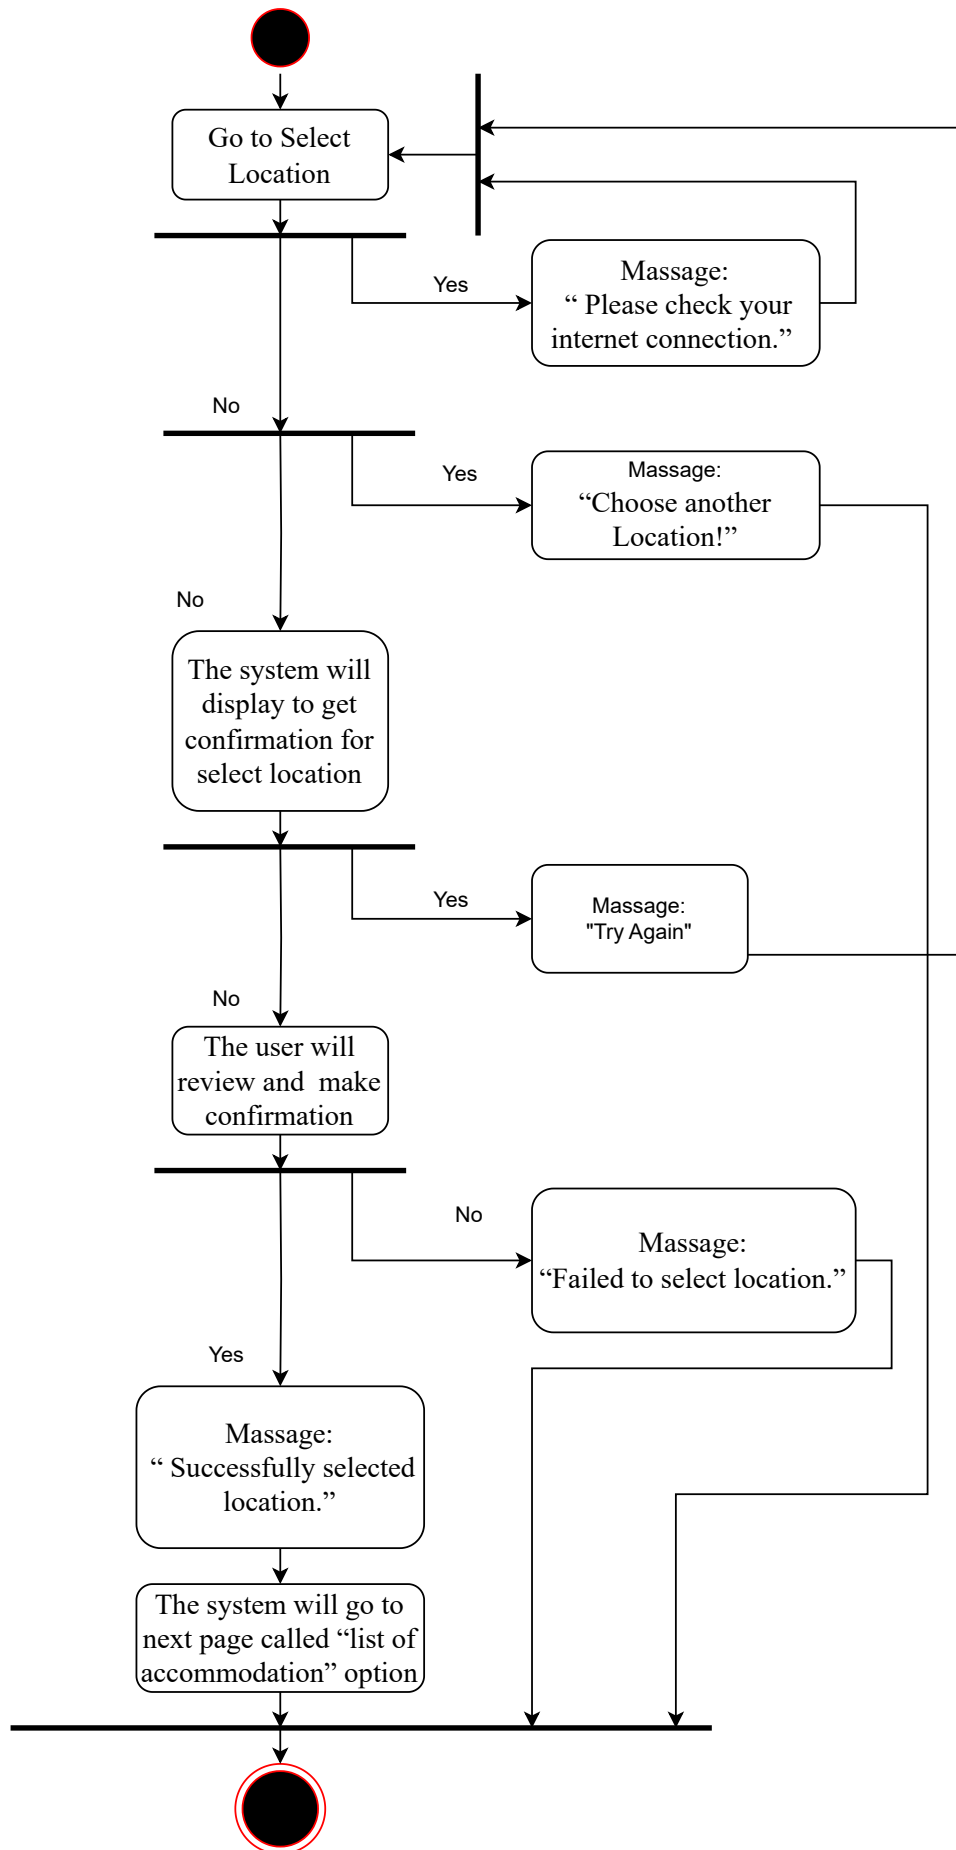 Go to Select
Location
Yes
Massage:
“ Please check your
internet connection.”
No
Yes
Massage:
“Choose another
Location!”
No
The system will
display to get
confirmation for
select location
Yes
Massage:
"Try Again"
No
The user will
review and  make
confirmation
No
Massage:
“Failed to select location.”
Yes
Massage:
“ Successfully selected
location.”
The system will go to
next page called “list of
accommodation” option